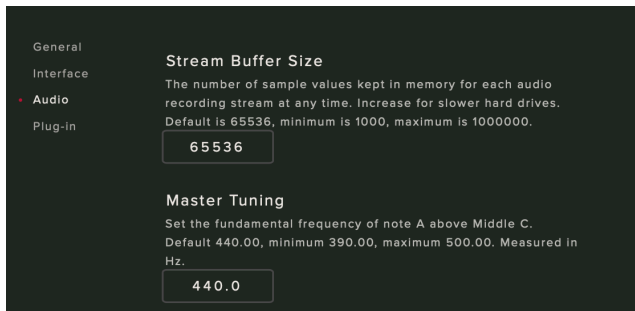 General
Interface
Audio
Plug-in
Stream Buffer Size
The number of sample values kept in memory for each audio
recording stream at any time. Increase for slower hard drives.
Default is 65536, minimum is 1000, maximum is 1000000.
65536
Master Tuning
Set the fundamental frequency of note A above Middle C.
Default 440.00, minimum 390.00, maximum 500.00. Measured in
Hz.
440.0